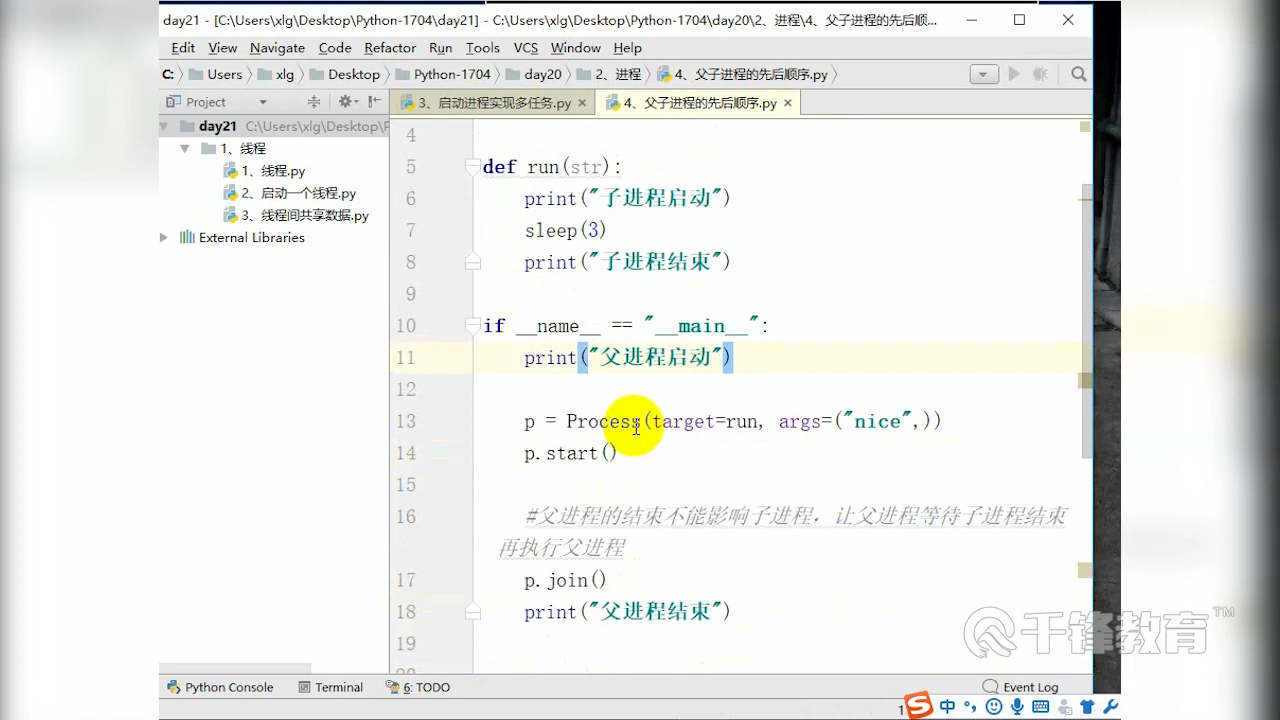 day21 - [C:\Users\xlg\Desktop\Python-1704\day21] - C:\Users\xlg\Desktop\Python-1704\day20\2、进程\4、父子进程的先后顺...
Edit View Navigate Code Refactor Run Tools VCS Window Help
C: Users xlg Desktop Python-1704 day20 2、进程 4、父子进程的先后顺序.py
Project
3、启动进程实现多任务.py × 4、父子进程的先后顺序.py ×
day21 C:\Users\xlg\Desktop\P
1、线程
1、线程.py
2、启动一个线程.py
3、线程间共享数据.py
External Libraries
4
5 def run(str):
6 print("子进程启动")
7 sleep(3)
8 print("子进程结束")
9
10 if __name__ == "__main__":
11 print("父进程启动")
12
13 p = Process(target=run, args=("nice",))
14 p.start()
15
16 #父进程的结束不能影响子进程，让父进程等待子进程结束
再执行父进程
17 p.join()
18 print("父进程结束")
19
千锋教育™
Python Console Terminal 6: TODO Event Log
1 S 中